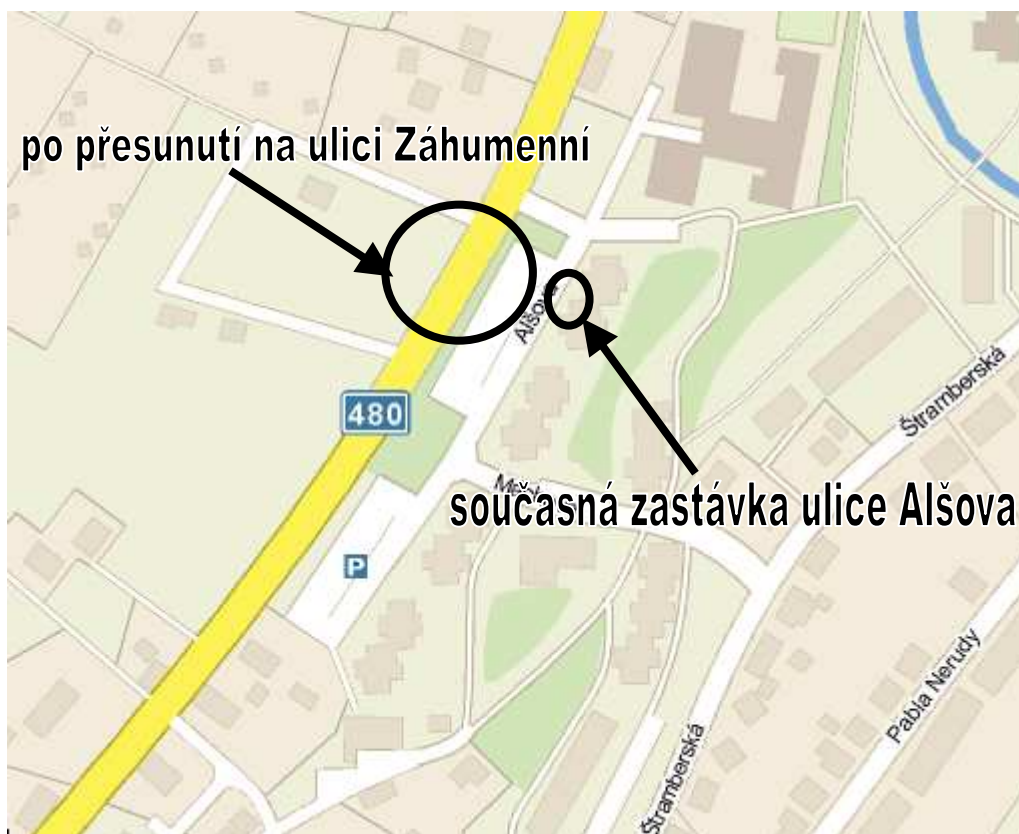 po přesunutí na ulici Záhumenní
Alšova
480
Štramberská
současná zastávka ulice Alšova
P
Pabla Nerudy
Štramberská